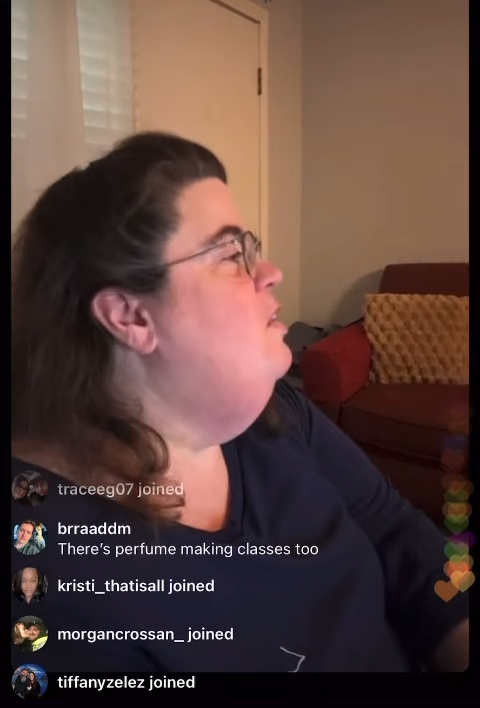 traceeg07 joined
brraaddm
There's perfume making classes too
kristi_thatisall joined
morgancrossan_ joined
tiffanyzelez joined